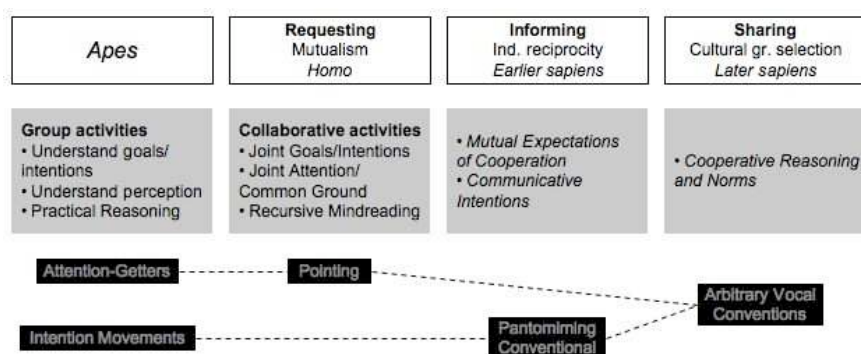 Apes
Requesting
Mutualism
Homo
Informing
Ind. reciprocity
Earlier sapiens
Sharing
Cultural gr. selection
Later sapiens
Group activities
• Understand goals/
intentions
• Understand perception
• Practical Reasoning
Collaborative activities
• Joint Goals/Intentions
• Joint Attention/
Common Ground
• Recursive Mindreading
• Mutual Expectations
of Cooperation
• Communicative
Intentions
• Cooperative Reasoning
and Norms
Attention-Getters
Pointing
Arbitrary Vocal
Conventions
Intention Movements
Pantomiming
Conventional